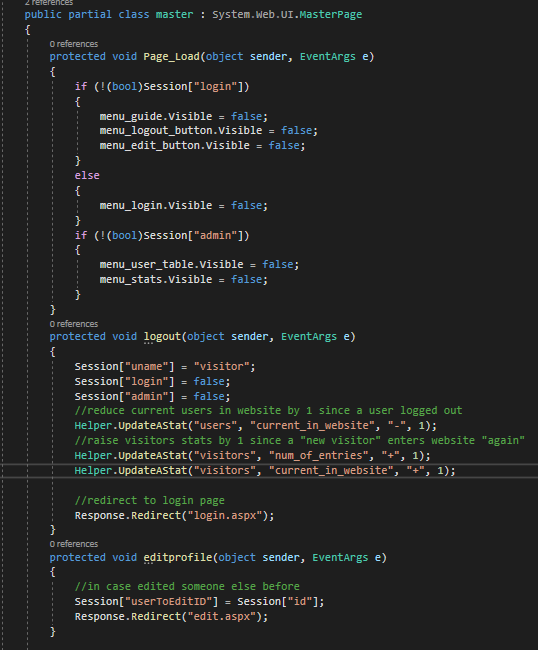 2 references
public partial class master : System.Web.UI.MasterPage
{
0 references
protected void Page_Load(object sender, EventArgs e)
{
if (!(bool)Session["login"])
{
menu_guide.Visible = false;
menu_logout_button.Visible = false;
menu_edit_button.Visible = false;
}
else
{
menu_login.Visible = false;
}
if (!(bool)Session["admin"])
{
menu_user_table.Visible = false;
menu_stats.Visible = false;
}
}
0 references
protected void logout(object sender, EventArgs e)
{
Session["uname"] = "visitor";
Session["login"] = false;
Session["admin"] = false;
//reduce current users in website by 1 since a user logged out
Helper.UpdateAStat("users", "current_in_website", "-", 1);
//raise visitors stats by 1 since a "new visitor" enters website "again"
Helper.UpdateAStat("visitors", "num_of_entries", "+", 1);
Helper.UpdateAStat("visitors", "current_in_website", "+", 1);
//redirect to login page
Response.Redirect("login.aspx");
}
0 references
protected void editprofile(object sender, EventArgs e)
{
//in case edited someone else before
Session["userToEditID"] = Session["id"];
Response.Redirect("edit.aspx");
}